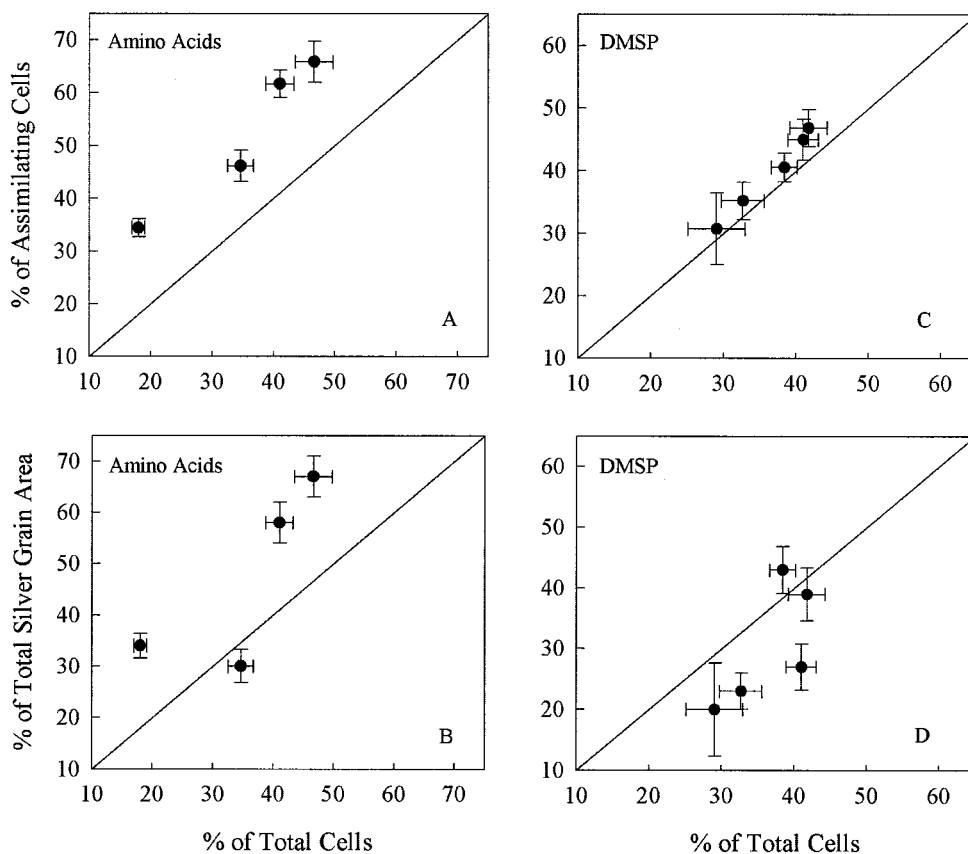 % of Assimilating Cells
70
60
50
40
30
20
10
Amino Acids
A
10 20 30 40 50 60 70
60
50
40
30
20
10
DMSP
C
10 20 30 40 50 60
% of Total Silver Grain Area
70
60
50
40
30
20
10
Amino Acids
B
10 20 30 40 50 60 70
% of Total Cells
60
50
40
30
20
10
DMSP
D
10 20 30 40 50 60
% of Total Cells